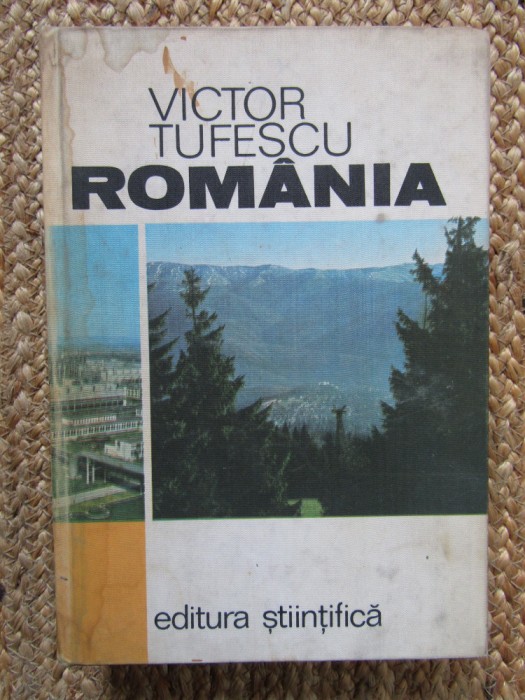 VICTOR
TUFESCU
ROMÂNIA
editura științifică